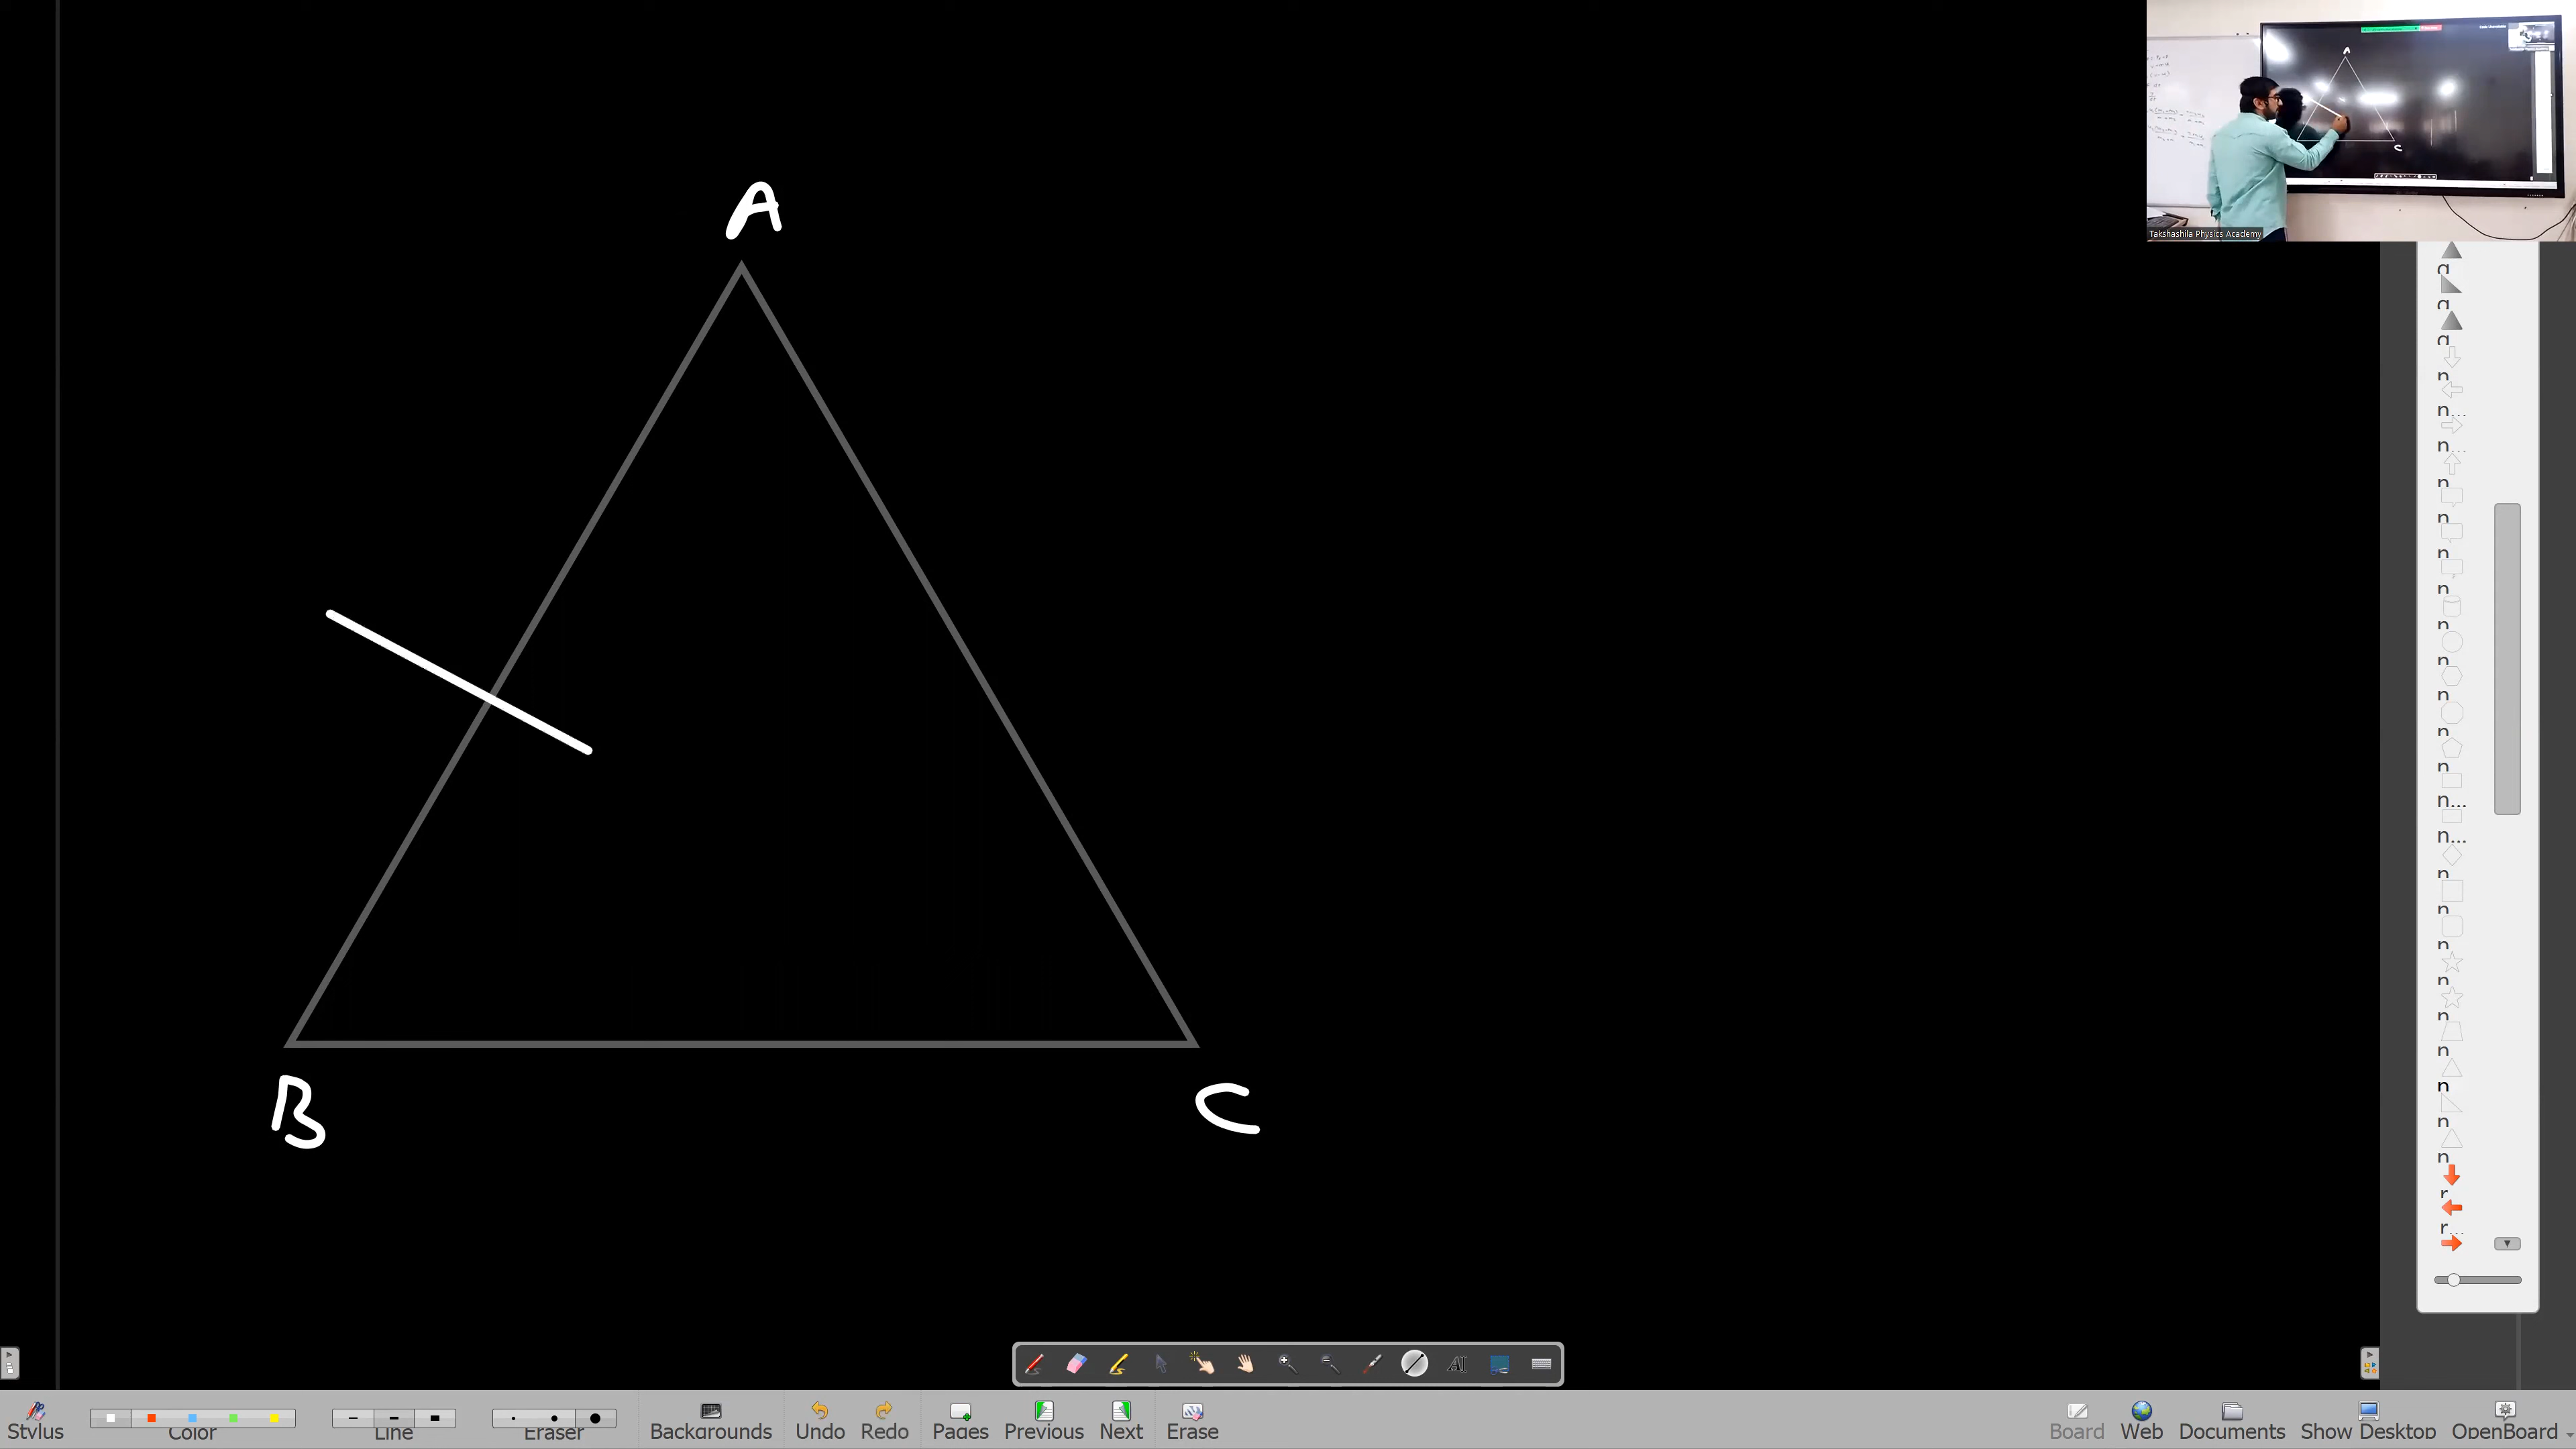 A
B
C
A
C
Takshashila Physics Academy
q
q
q
n
n...
n...
n
n
n
n
n
n
n
n
n
n
n...
n...
n
n
n
n
n
n
n
n
n
r
r...
Stylus
Color
Line
Eraser
Backgrounds
Undo
Redo
Pages
Previous
Next
Erase
Board
Web
Documents
Show Desktop
OpenBoard